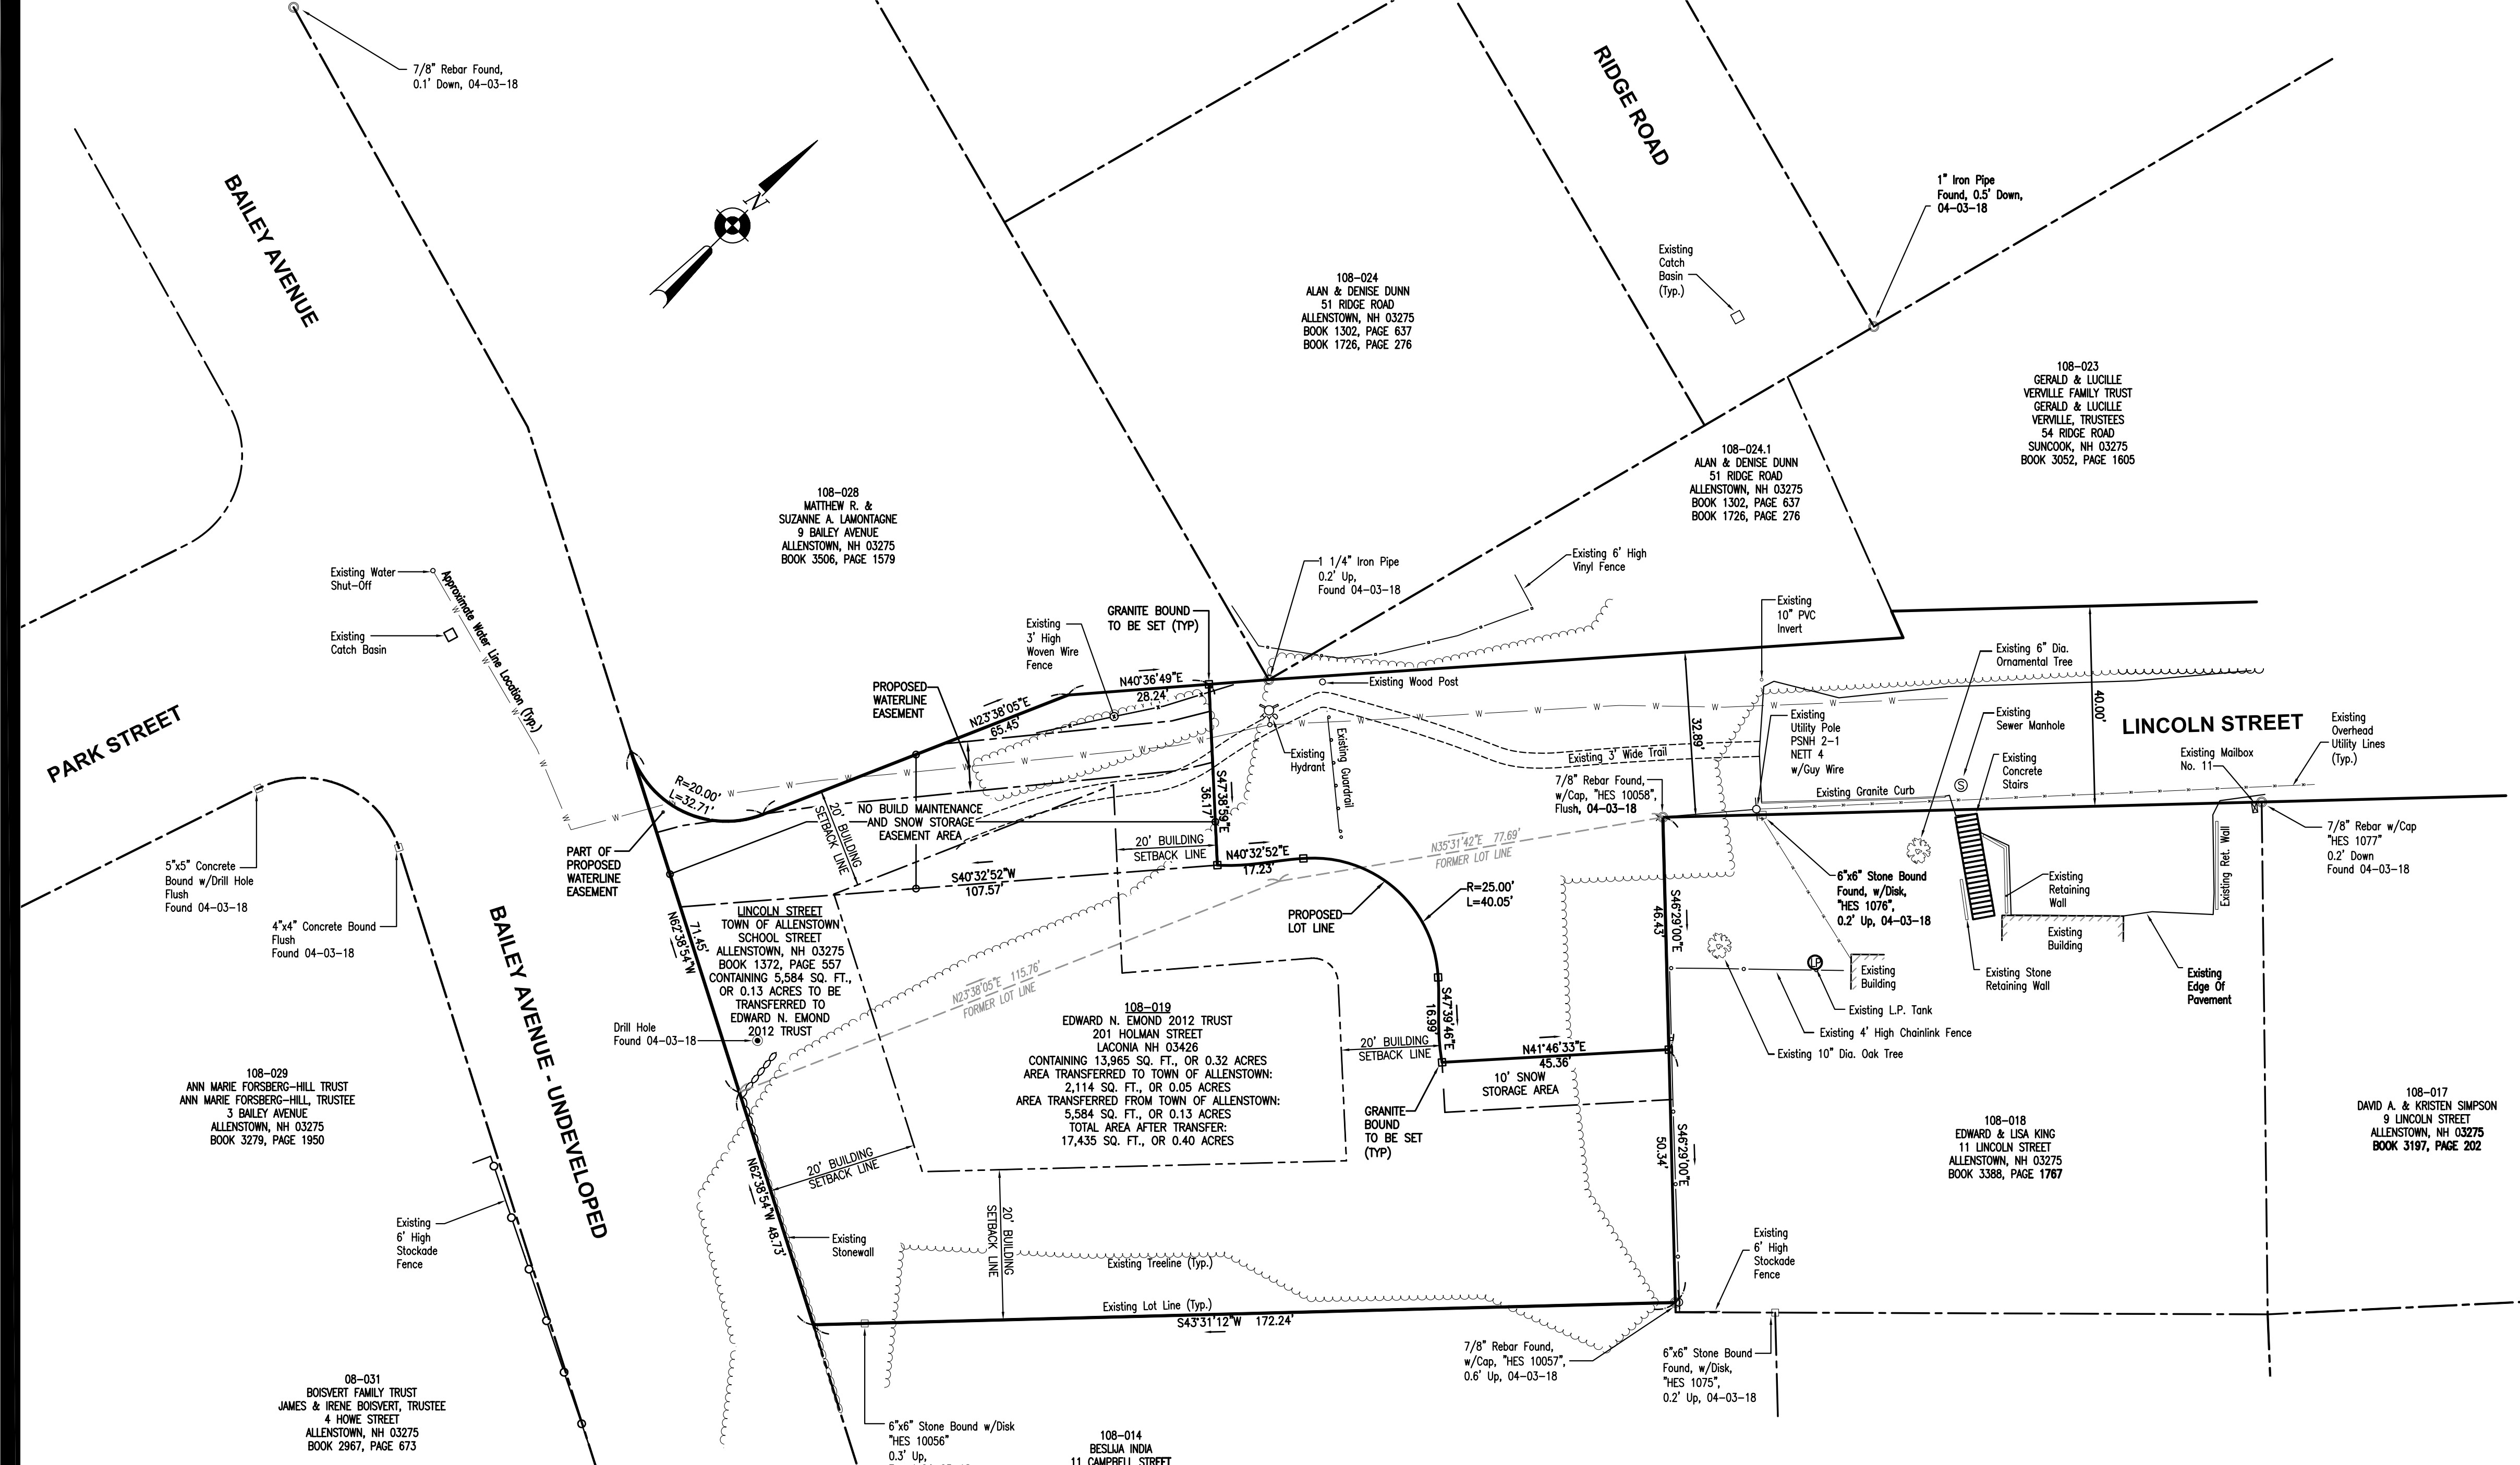 7/8" Rebar Found,
0.1' Down, 04-03-18
BAILEY AVENUE
N
RIDGE ROAD
1" Iron Pipe
Found, 0.5' Down,
04-03-18
Existing
Catch
Basin
(Typ.)
108-024
ALAN & DENISE DUNN
51 RIDGE ROAD
ALLENSTOWN, NH 03275
BOOK 1302, PAGE 637
BOOK 1726, PAGE 276
108-023
GERALD & LUCILLE
VERVILLE FAMILY TRUST
GERALD & LUCILLE
VERVILLE, TRUSTEES
54 RIDGE ROAD
SUNCOOK, NH 03275
BOOK 3052, PAGE 1605
108-024.1
ALAN & DENISE DUNN
51 RIDGE ROAD
ALLENSTOWN, NH 03275
BOOK 1302, PAGE 637
BOOK 1726, PAGE 276
108-028
MATTHEW R. &
SUZANNE A. LAMONTAGNE
9 BAILEY AVENUE
ALLENSTOWN, NH 03275
BOOK 3506, PAGE 1579
Existing Water
Shut-Off
Approximate Water Line Location (Typ.)
Existing
Catch Basin
PARK STREET
1 1/4" Iron Pipe
0.2' Up,
Found 04-03-18
Existing 6' High
Vinyl Fence
GRANITE BOUND
TO BE SET (TYP)
Existing
3' High
Woven Wire
Fence
Existing
10" PVC
Invert
Existing 6" Dia.
Ornamental Tree
PROPOSED
WATERLINE
EASEMENT
N40°36'49"E
28.24'
N23°38'05"E
65.45'
Existing Wood Post
32.89'
40.00'
LINCOLN STREET
Existing
Utility Pole
PSNH 2-1
NETT 4
w/Guy Wire
Existing
Sewer Manhole
Existing
Overhead
Utility Lines
(Typ.)
Existing Mailbox
No. 11
Existing
Concrete
Stairs
Existing 3' Wide Trail
Existing
Hydrant
Existing Guardrail
7/8" Rebar Found,
w/Cap, "HES 10058",
Flush, 04-03-18
Existing Granite Curb
R=20.00'
L=32.71'
S47°38'59"E
36.17'
NO BUILD MAINTENANCE
AND SNOW STORAGE
EASEMENT AREA
20' BUILDING
SETBACK LINE
20' BUILDING
SETBACK LINE
N35°31'42"E 77.69'
FORMER LOT LINE
7/8" Rebar w/Cap
"HES 1077"
0.2' Down
Found 04-03-18
PART OF
PROPOSED
WATERLINE
EASEMENT
5"x5" Concrete
Bound w/Drill Hole
Flush
Found 04-03-18
4"x4" Concrete Bound
Flush
Found 04-03-18
S40°32'52"W
107.57'
N40°32'52"E
17.23'
R=25.00'
L=40.05'
PROPOSED
LOT LINE
S46°29'00"E
46.43'
6"x6" Stone Bound
Found, w/Disk,
"HES 1076",
0.2' Up, 04-03-18
Existing
Retaining
Wall
Existing Ret. Wall
Existing
Building
LINCOLN STREET
TOWN OF ALLENSTOWN
SCHOOL STREET
ALLENSTOWN, NH 03275
BOOK 1372, PAGE 557
CONTAINING 5,584 SQ. FT.,
OR 0.13 ACRES TO BE
TRANSFERRED TO
EDWARD N. EMOND
2012 TRUST
71.45'
N62°38'54"W
BAILEY AVENUE - UNDEVELOPED
Drill Hole
Found 04-03-18
N23°38'05"E 115.76'
FORMER LOT LINE
Existing
Building
LP
Existing Stone
Retaining Wall
Existing
Edge Of
Pavement
Existing L.P. Tank
Existing 4' High Chainlink Fence
Existing 10" Dia. Oak Tree
108-019
EDWARD N. EMOND 2012 TRUST
201 HOLMAN STREET
LACONIA NH 03426
CONTAINING 13,965 SQ. FT., OR 0.32 ACRES
AREA TRANSFERRED TO TOWN OF ALLENSTOWN:
2,114 SQ. FT., OR 0.05 ACRES
AREA TRANSFERRED FROM TOWN OF ALLENSTOWN:
5,584 SQ. FT., OR 0.13 ACRES
TOTAL AREA AFTER TRANSFER:
17,435 SQ. FT., OR 0.40 ACRES
S47°39'46"E
16.99'
20' BUILDING
SETBACK LINE
N41°46'33"E
45.36'
10' SNOW
STORAGE AREA
GRANITE
BOUND
TO BE SET
(TYP)
S46°29'00"E
50.34'
108-029
ANN MARIE FORSBERG-HILL TRUST
ANN MARIE FORSBERG-HILL, TRUSTEE
3 BAILEY AVENUE
ALLENSTOWN, NH 03275
BOOK 3279, PAGE 1950
108-018
EDWARD & LISA KING
11 LINCOLN STREET
ALLENSTOWN, NH 03275
BOOK 3388, PAGE 1767
108-017
DAVID A. & KRISTEN SIMPSON
9 LINCOLN STREET
ALLENSTOWN, NH 03275
BOOK 3197, PAGE 202
20' BUILDING
SETBACK LINE
N62°38'54"W 48.73'
20' BUILDING
SETBACK LINE
Existing
6' High
Stockade
Fence
Existing
Stonewall
Existing Treeline (Typ.)
Existing
6' High
Stockade
Fence
Existing Lot Line (Typ.)
S43°31'12"W 172.24'
7/8" Rebar Found,
w/Cap, "HES 10057",
0.6' Up, 04-03-18
6"x6" Stone Bound
Found, w/Disk,
"HES 1075",
0.2' Up, 04-03-18
08-031
BOISVERT FAMILY TRUST
JAMES & IRENE BOISVERT, TRUSTEE
4 HOWE STREET
ALLENSTOWN, NH 03275
BOOK 2967, PAGE 673
6"x6" Stone Bound w/Disk
"HES 10056"
0.3' Up,
108-014
BESLIJA INDIA
11 CAMPBELL STREET